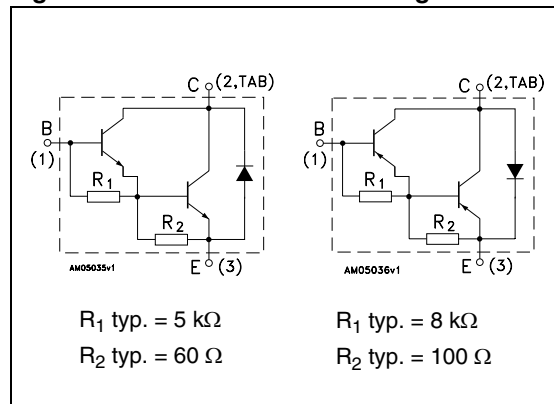 C (2,TAB)
B
(1)
R1
R2
AM05035v1
E (3)
R1 typ. = 5 kΩ
R2 typ. = 60 Ω
C (2,TAB)
B
(1)
R1
R2
AM05036v1
E (3)
R1 typ. = 8 kΩ
R2 typ. = 100 Ω